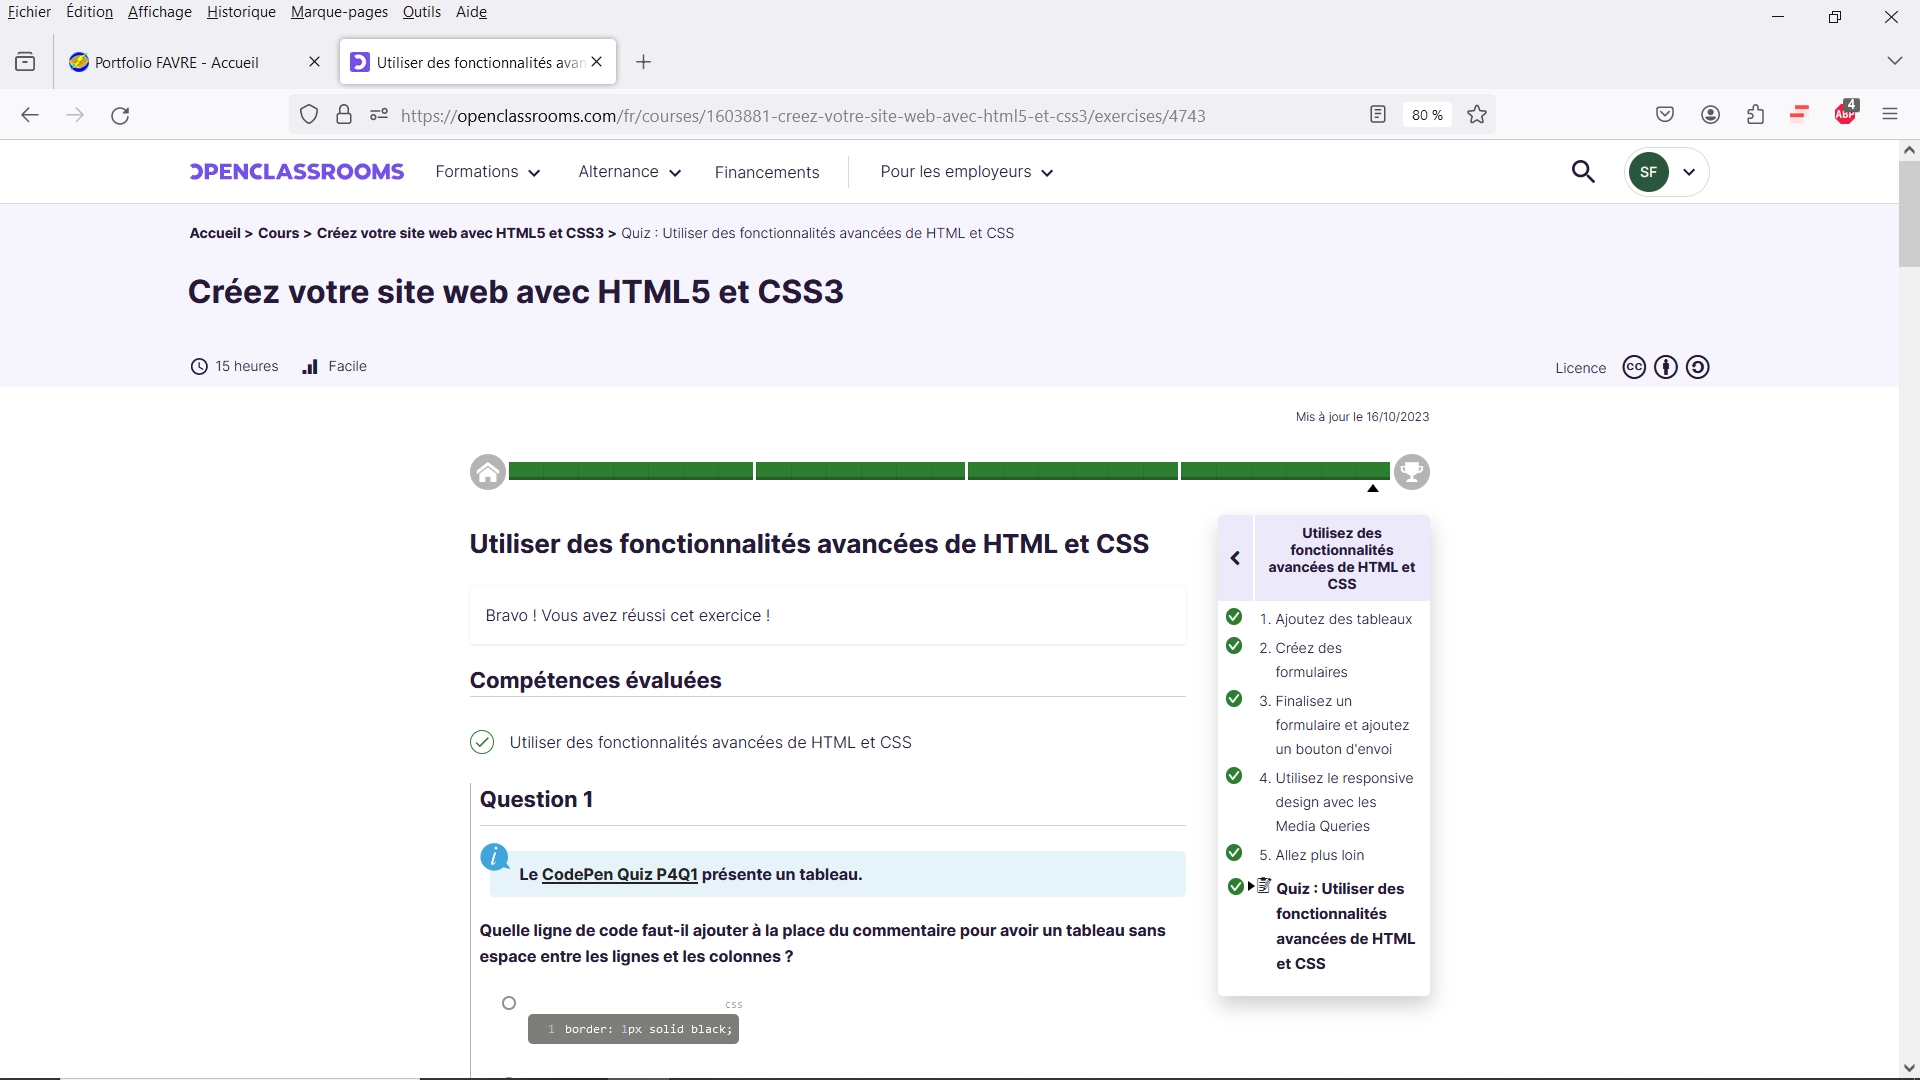 Fichier Édition Affichage Historique Marque-pages Outils Aide
Portfolio FAVRE - Accueil
Utiliser des fonctionnalités avan
https://openclassrooms.com/fr/courses/1603881-creez-votre-site-web-avec-html5-et-css3/exercises/4743
80 %
ABP 4
OPENCLASSROOMS
Formations
Alternance
Financements
Pour les employeurs
SF
Accueil > Cours > Créez votre site web avec HTML5 et CSS3 > Quiz : Utiliser des fonctionnalités avancées de HTML et CSS
Créez votre site web avec HTML5 et CSS3
15 heures
Facile
Licence
cc
Mis à jour le 16/10/2023
Utiliser des fonctionnalités avancées de HTML et CSS
Bravo ! Vous avez réussi cet exercice !
Compétences évaluées
Utiliser des fonctionnalités avancées de HTML et CSS
Question 1
i
Le CodePen Quiz P4Q1 présente un tableau.
Quelle ligne de code faut-il ajouter à la place du commentaire pour avoir un tableau sans
espace entre les lignes et les colonnes ?
css
1 border: 1px solid black;
Utilisez des
fonctionnalités
avancées de HTML et
CSS
1. Ajoutez des tableaux
2. Créez des
formulaires
3. Finalisez un
formulaire et ajoutez
un bouton d'envoi
4. Utilisez le responsive
design avec les
Media Queries
5. Allez plus loin
Quiz : Utiliser des
fonctionnalités
avancées de HTML
et CSS